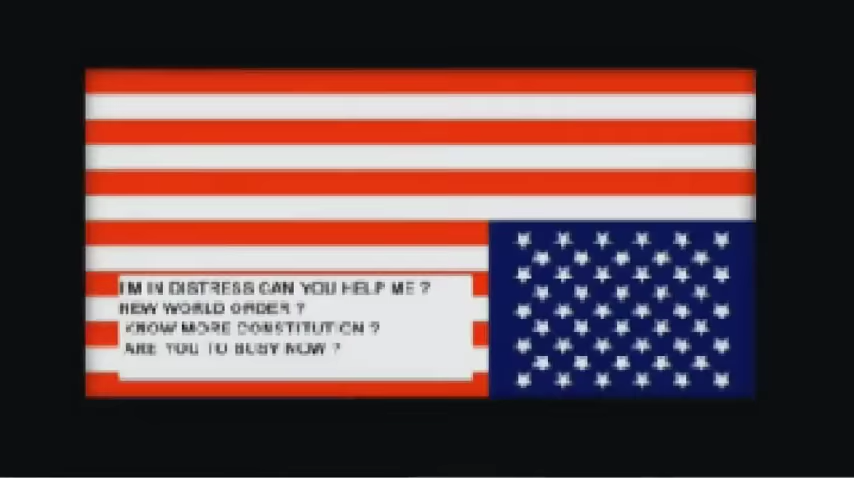 I'M IN DISTRESS CAN YOU HELP ME ?
NEW WORLD ORDER ?
KNOW MORE CONSTITUTION ?
ARE YOU TO BUSY NOW ?